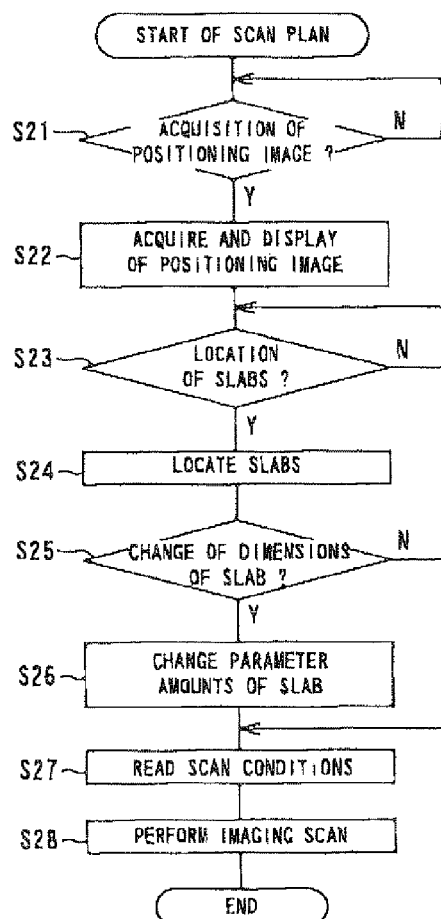 START OF SCAN PLAN
S21
ACQUISITION OF
POSITIONING IMAGE ?
N
Y
S22
ACQUIRE AND DISPLAY
OF POSITIONING IMAGE
S23
LOCATION
OF SLABS ?
N
Y
S24
LOCATE SLABS
S25
CHANGE OF DIMENSIONS
OF SLAB ?
N
Y
S26
CHANGE PARAMETER
AMOUNTS OF SLAB
S27
READ SCAN CONDITIONS
S28
PERFORM IMAGING SCAN
END